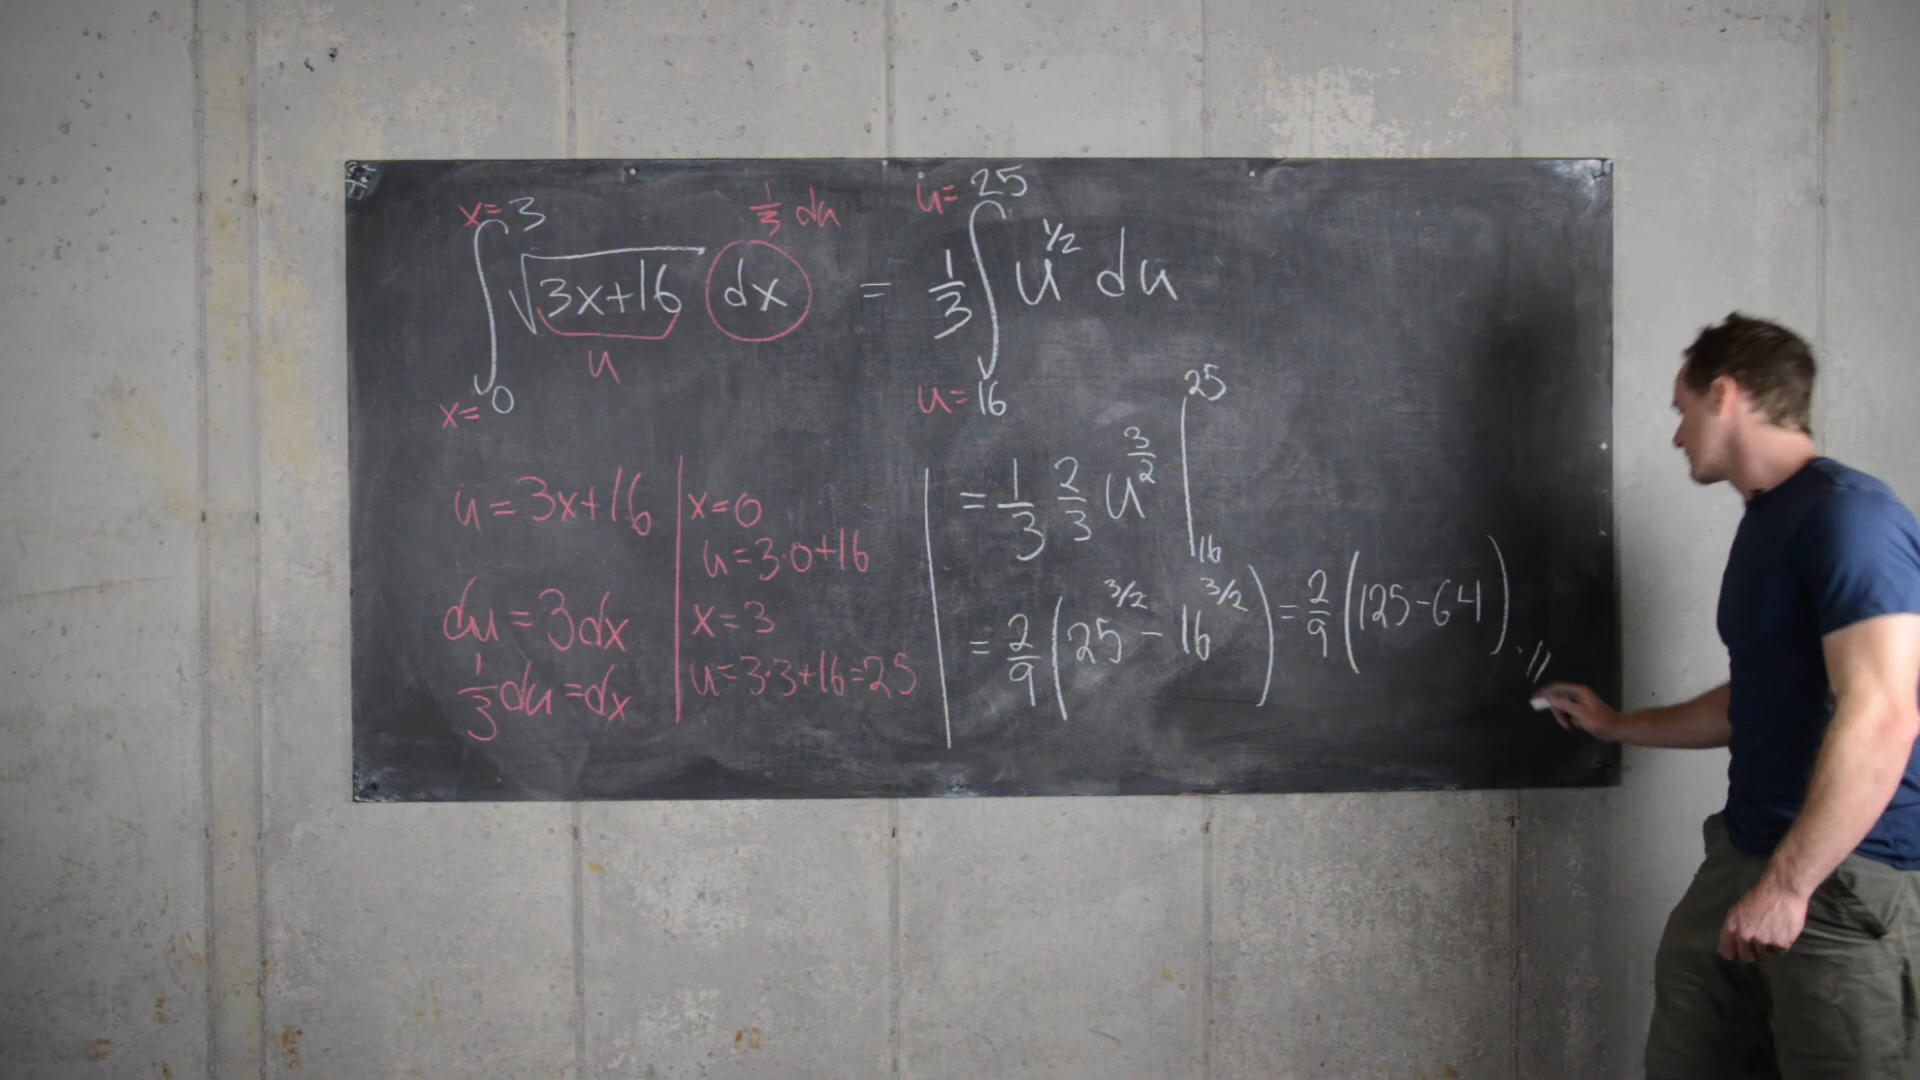 x=3 1/3 du u=25
∫ √3x+16 dx = 1/3 ∫ u^1/2 du
u
x=0 u=16
u=3x+16
du=3dx
1/3 du=dx
x=0
u=3·0+16
x=3
u=3·3+16=25
= 1/3 2/3 u^3/2 | 25
16
= 2/9 (25^3/2 - 16^3/2) = 2/9 (125-64)